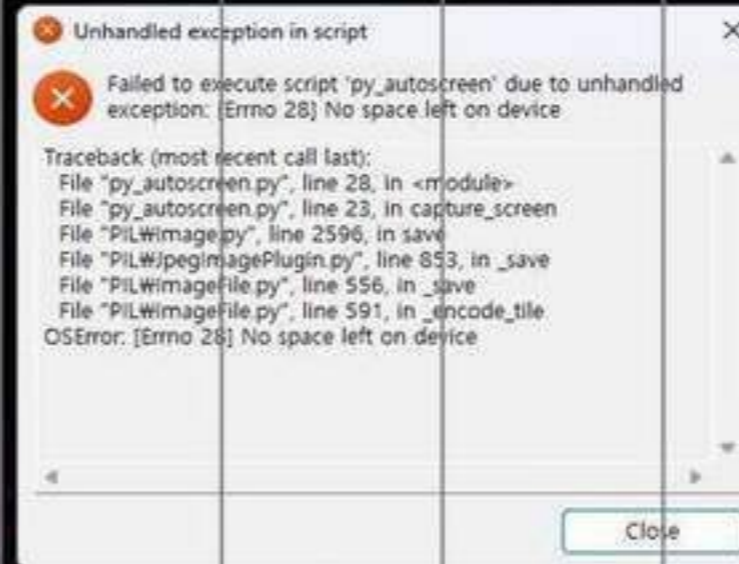 Unhandled exception in script
Failed to execute script 'py_autoscreen' due to unhandled
exception: [Errno 28] No space left on device
Traceback (most recent call last):
File "py_autoscreen.py", line 28, in <module>
File "py_autoscreen.py", line 23, in capture_screen
File "PIL₩Image.py", line 2596, in save
File "PIL₩JpegImagePlugin.py", line 853, in _save
File "PIL₩ImageFile.py", line 556, in _save
File "PIL₩ImageFile.py", line 591, in _encode_tile
OSError: [Errno 28] No space left on device
Close